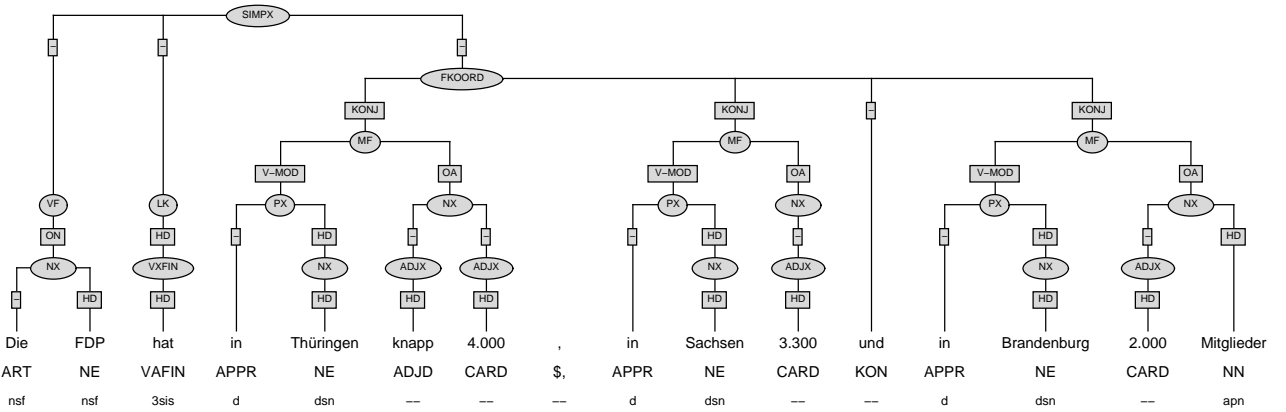 SIMPX
– – –
FKOORD
KONJ KONJ – KONJ
MF MF MF
V–MOD OA V–MOD OA V–MOD OA
VF LK PX NX PX NX PX NX
ON HD – HD – – – HD – – HD – HD
NX VXFIN NX ADJX ADJX NX ADJX NX ADJX
– HD HD HD HD HD HD HD HD HD
Die FDP hat in Thüringen knapp 4.000 , in Sachsen 3.300 und in Brandenburg 2.000 Mitglieder
ART NE VAFIN APPR NE ADJD CARD $, APPR NE CARD KON APPR NE CARD NN
nsf nsf 3sis d dsn –– –– –– d dsn –– –– d dsn –– apn